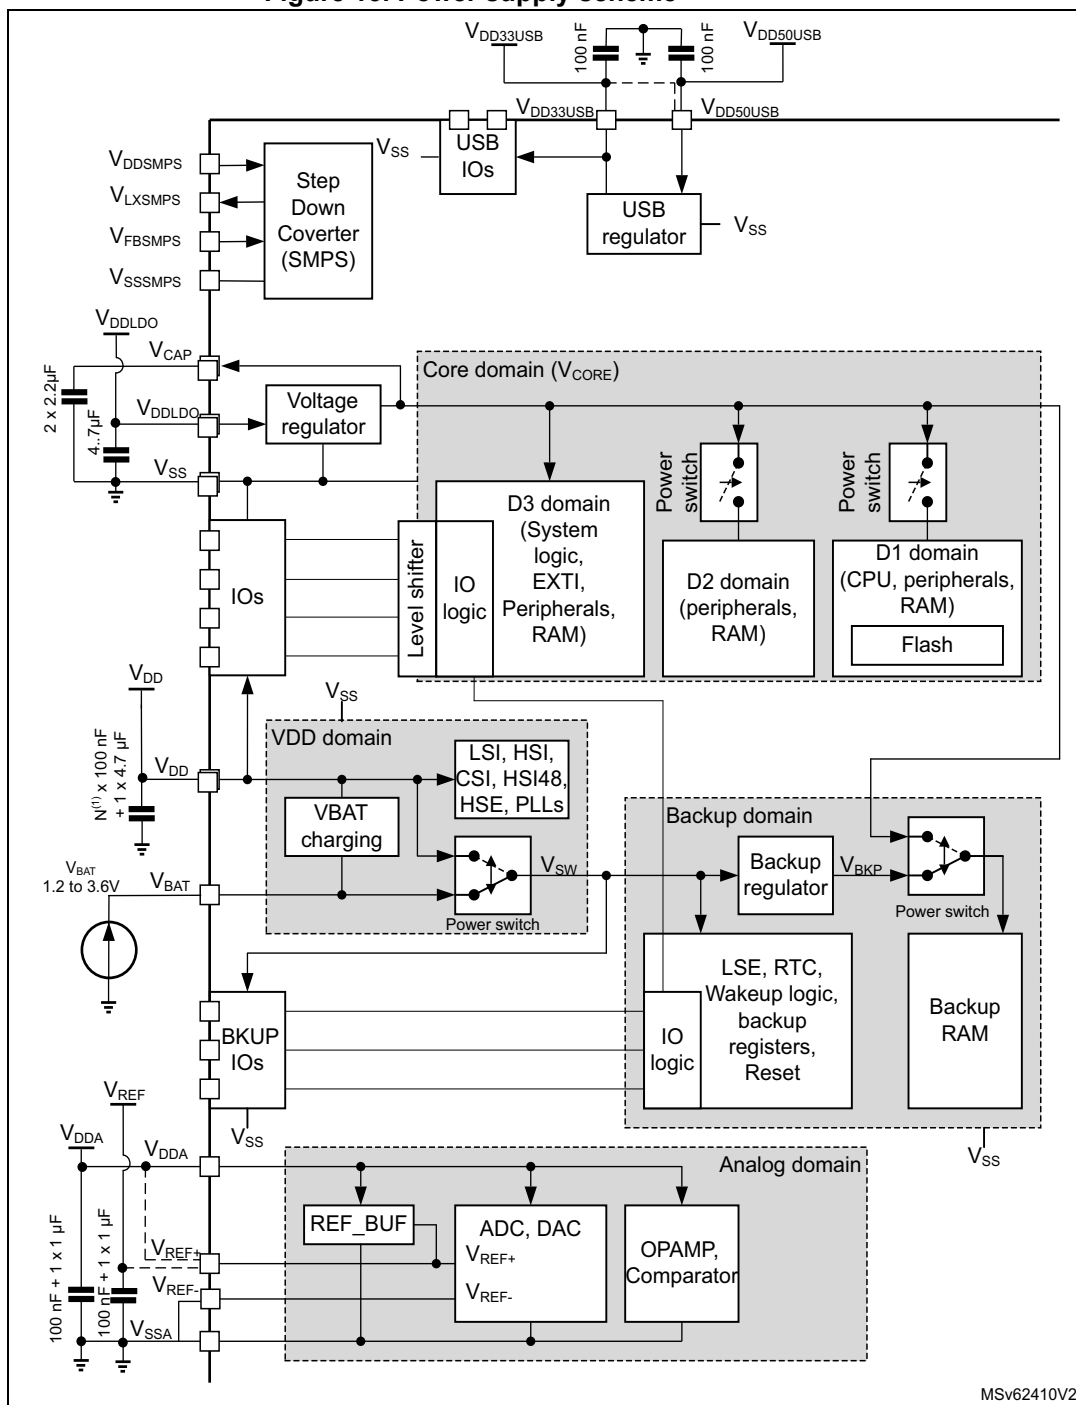 VDD33USB
100 nF
100 nF
VDD50USB
VDD33USB
VDD50USB
VSS
USB
IOs
USB
regulator
VSS
VDDSMPS
VLXSMPS
VFBSMPS
VSSSMPS
Step
Down
Coverter
(SMPS)
VDDLDO
VCAP
2 x 2.2µF
VDDLDO
4..7µF
VSS
Voltage
regulator
Core domain (VCORE)
Power
switch
Power
switch
D3 domain
(System
logic,
EXTI,
Peripherals,
RAM)
D2 domain
(peripherals,
RAM)
D1 domain
(CPU, peripherals,
RAM)
Flash
IOs
Level shifter
IO
logic
VDD
N(1) x 100 nF
+ 1 x 4.7 µF
VDD
VSS
VDD domain
LSI, HSI,
CSI, HSI48,
HSE, PLLs
VBAT
charging
VBAT
1.2 to 3.6V
VBAT
VSW
Power switch
Backup domain
Backup
regulator
VBKP
Power switch
LSE, RTC,
Wakeup logic,
backup
registers,
Reset
IO
logic
Backup
RAM
BKUP
IOs
VSS
VSS
VREF
VDDA
VDDA
100 nF + 1 x 1 µF
100 nF + 1 x 1 µF
VREF+
VREF-
VSSA
Analog domain
REF_BUF
ADC, DAC
VREF+
VREF-
OPAMP,
Comparator
MSv62410V2